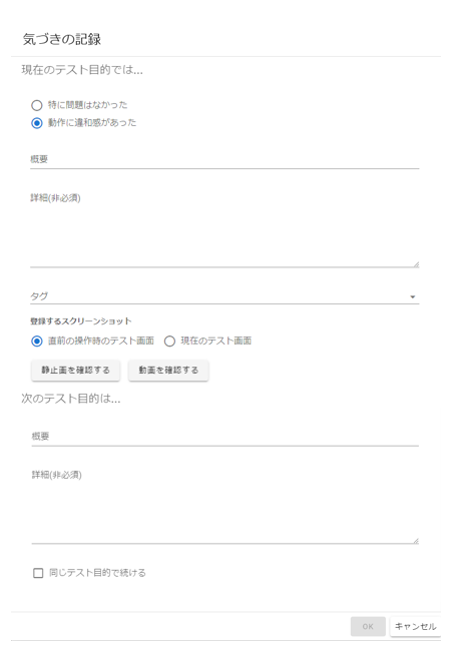 気づきの記録
現在のテスト目的では...
特に問題はなかった
動作に違和感があった
概要
詳細(非必須)
タグ
登録するスクリーンショット
直前の操作時のテスト画面 現在のテスト画面
静止画を確認する 動画を確認する
次のテスト目的は...
概要
詳細(非必須)
同じテスト目的で続ける
OK キャンセル